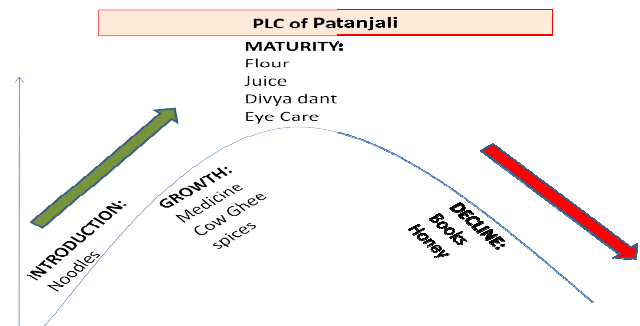 PLC of Patanjali
MATURITY:
Flour
Juice
Divya dant
Eye Care
INTRODUCTION:
Noodles
GROWTH:
Medicine
Cow Ghee
spices
DECLINE:
Books
Honey